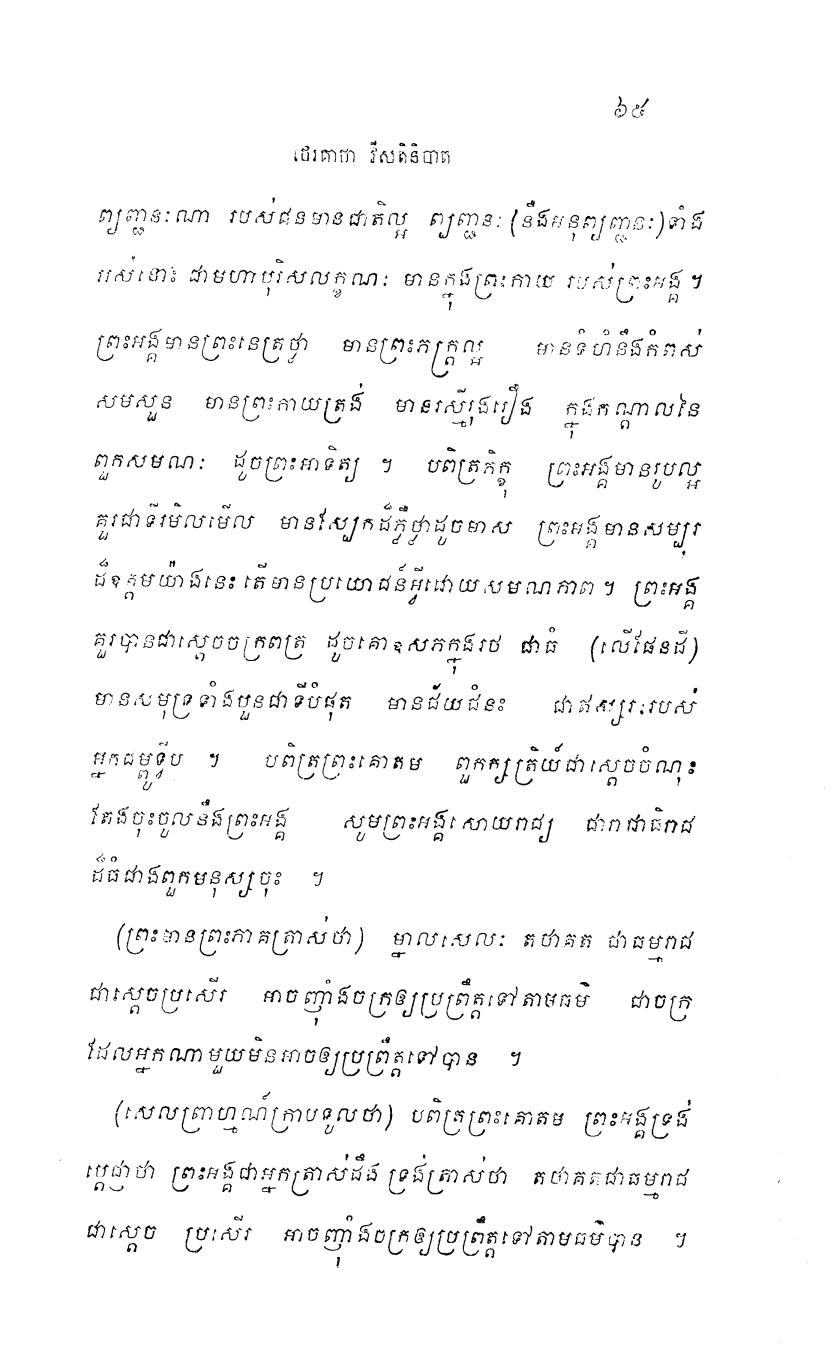 ៦៥
ថេរគាថា វីសតិនិបាត
ព្យញ្ជនៈណា របស់ជនមានជាតិល្អ ព្យញ្ជនៈ (នឹងអនុព្យញ្ជនៈ) ទាំង
អស់នោះ ជាមហាបុរិសលក្ខណៈ មានក្នុងព្រះកាយ របស់ព្រះអង្គ ។
ព្រះអង្គមានព្រះនេត្រថ្លា មានព្រះភក្ត្រល្អ មានទំហំនឹងកំពស់
សមសួន មានព្រះកាយត្រង់ មានរស្មីរុងរឿង ក្នុងកណ្តាលនៃ
ពួកសមណៈ ដូចព្រះអាទិត្យ ។ បពិត្រភិក្ខុ ព្រះអង្គមានរូបល្អ
គួរជាទីរមិលមើល មានស្បែកដ៏ភ្លឺថ្លាដូចមាស ព្រះអង្គមានសម្បុរ
ដ៏ឧត្តមយ៉ាងនេះ តើមានប្រយោជន៍អ្វីដោយសមណភាព ។ ព្រះអង្គ
គួរបានជាស្តេចចក្រពត្រ ដូចគោឧសភក្នុងរថ ជាធំ (លើផែនដី)
មានសមុទ្រទាំងបួនជាទីបំផុត មានជ័យជំនះ ជាឥស្សរៈរបស់
អ្នកជម្ពូទ្វីប ។ បពិត្រព្រះគោតម ពួកក្សត្រិយ៍ជាស្តេចចំណុះ
តែងចុះចូលនឹងព្រះអង្គ សូមព្រះអង្គសោយរាជ្យ ជារាជាធិរាជ
ដ៏ធំជាងពួកមនុស្សចុះ ។
(ព្រះមានព្រះភាគត្រាស់ថា) ម្នាលសេលៈ តថាគត ជាធម្មរាជ
ជាស្តេចប្រសើរ អាចញ៉ាំងចក្រឲ្យប្រព្រឹត្តទៅតាមធម៌ ជាចក្រ
ដែលអ្នកណាមួយមិនអាចឲ្យប្រព្រឹត្តទៅបាន ។
(សេលព្រាហ្មណ៍ក្រាបទូលថា) បពិត្រព្រះគោតម ព្រះអង្គទ្រង់
ប្តេជ្ញាថា ព្រះអង្គជាអ្នកត្រាស់ដឹង ទ្រង់ត្រាស់ថា តថាគតជាធម្មរាជ
ជាស្តេច ប្រសើរ អាចញ៉ាំងចក្រឲ្យប្រព្រឹត្តទៅតាមធម៌បាន ។